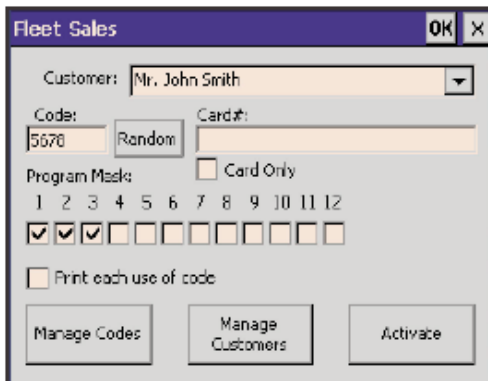 Fleet Sales OK X
Customer: Mr. John Smith
Code: Card#:
5678 Random
Program Mask: Card Only
1 2 3 4 5 6 7 8 9 10 11 12
Print each use of code
Manage Codes Manage Customers Activate